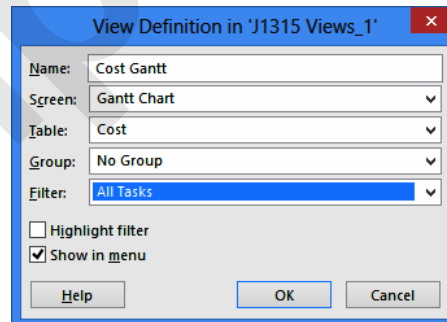 View Definition in 'J1315 Views_1'
Name: Cost Gantt
Screen: Gantt Chart
Table: Cost
Group: No Group
Filter: All Tasks
Highlight filter
Show in menu
Help OK Cancel